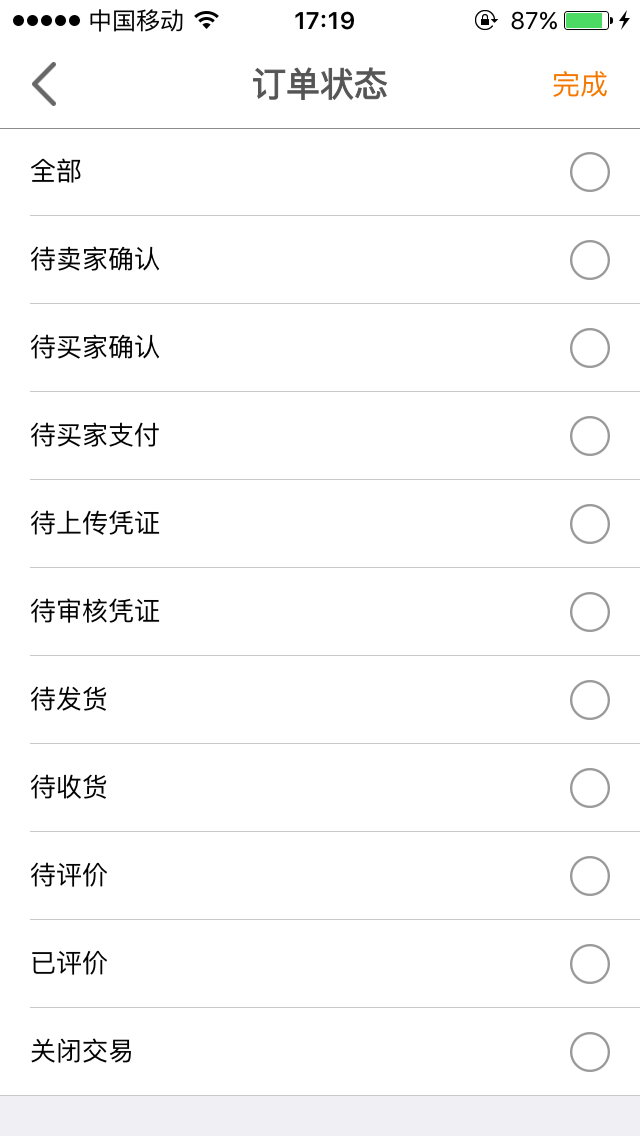 中国移动 17:19 87%
订单状态 完成
全部
待卖家确认
待买家确认
待买家支付
待上传凭证
待审核凭证
待发货
待收货
待评价
已评价
关闭交易